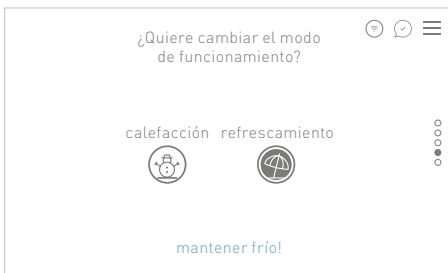 ¿Quiere cambiar el modo
de funcionamiento?
calefacción refrescamiento
mantener frío!